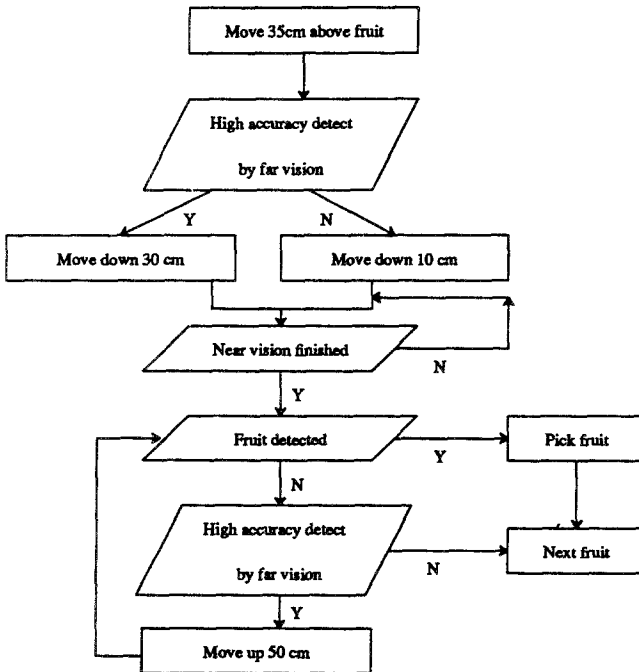 Move 35cm above fruit
High accuracy detect
by far vision
Y
N
Move down 30 cm
Move down 10 cm
Near vision finished
N
Y
Fruit detected
Y
Pick fruit
N
High accuracy detect
by far vision
N
Next fruit
Y
Move up 50 cm